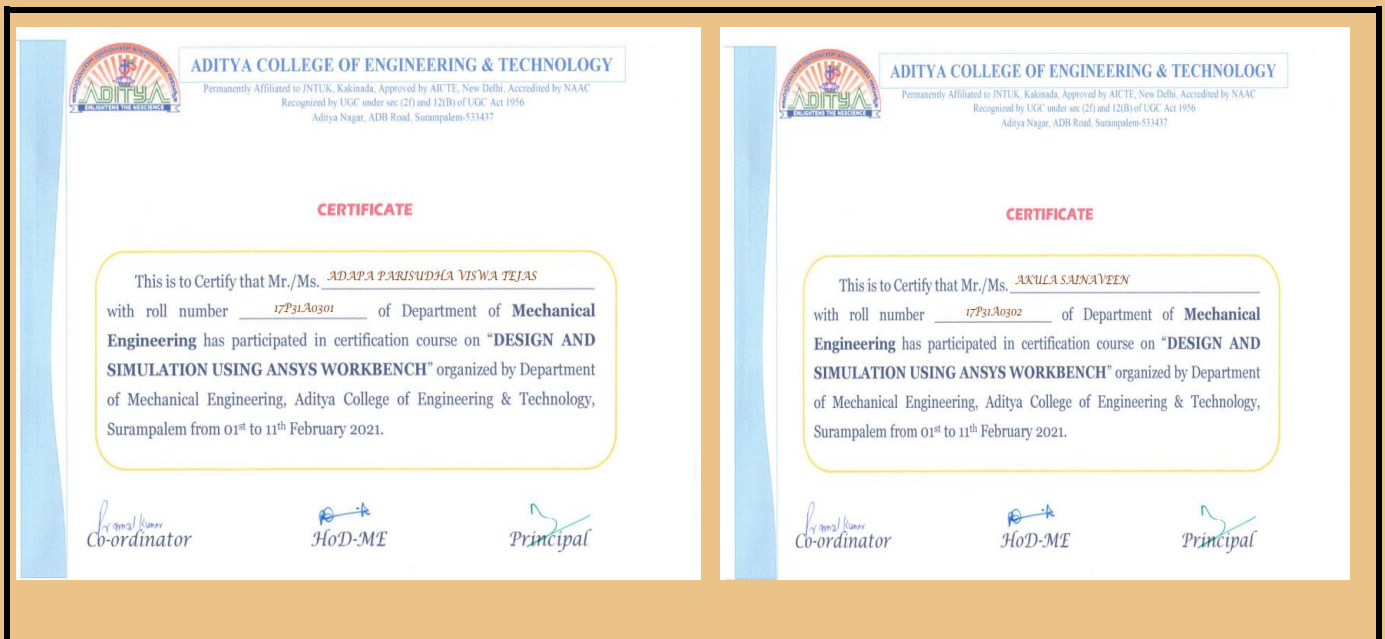 ADITYA
ENLIGHTENS THE NESCIENCE
ADITYA COLLEGE OF ENGINEERING & TECHNOLOGY
Permanently Affiliated to JNTUK, Kakinada, Approved by AICTE, New Delhi, Accredited by NAAC
Recognized by UGC under sec (2f) and 12(B) of UGC Act 1956
Aditya Nagar, ADB Road, Surampalem-533437
CERTIFICATE
This is to Certify that Mr./Ms. ADAPA PARISUDHA VISWA TEJAS
with roll number 17P31A0301 of Department of Mechanical
Engineering has participated in certification course on “DESIGN AND
SIMULATION USING ANSYS WORKBENCH” organized by Department
of Mechanical Engineering, Aditya College of Engineering & Technology,
Surampalem from 01st to 11th February 2021.
Co-ordinator
HoD-ME
Principal
ADITYA
ENLIGHTENS THE NESCIENCE
ADITYA COLLEGE OF ENGINEERING & TECHNOLOGY
Permanently Affiliated to JNTUK, Kakinada, Approved by AICTE, New Delhi, Accredited by NAAC
Recognized by UGC under sec (2f) and 12(B) of UGC Act 1956
Aditya Nagar, ADB Road, Surampalem-533437
CERTIFICATE
This is to Certify that Mr./Ms. AKULA SAINAVEEN
with roll number 17P31A0302 of Department of Mechanical
Engineering has participated in certification course on “DESIGN AND
SIMULATION USING ANSYS WORKBENCH” organized by Department
of Mechanical Engineering, Aditya College of Engineering & Technology,
Surampalem from 01st to 11th February 2021.
Co-ordinator
HoD-ME
Principal